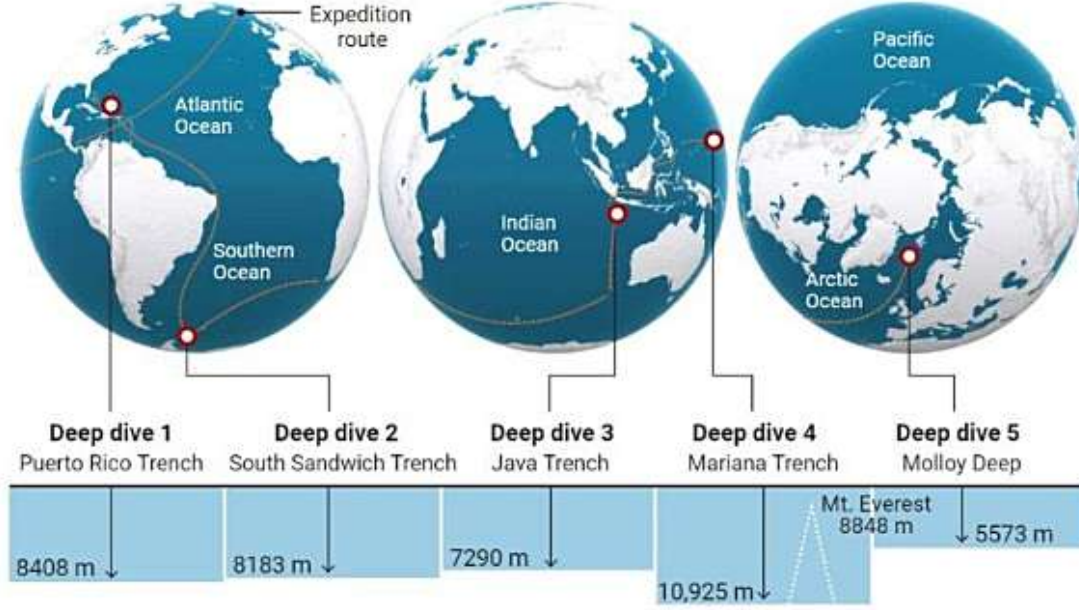 Expedition
route
Atlantic
Ocean
Southern
Ocean
Indian
Ocean
Pacific
Ocean
Arctic
Ocean
Deep dive 1
Puerto Rico Trench
8408 m
Deep dive 2
South Sandwich Trench
8183 m
Deep dive 3
Java Trench
7290 m
Deep dive 4
Mariana Trench
10,925 m
Mt. Everest
8848 m
Deep dive 5
Molloy Deep
5573 m